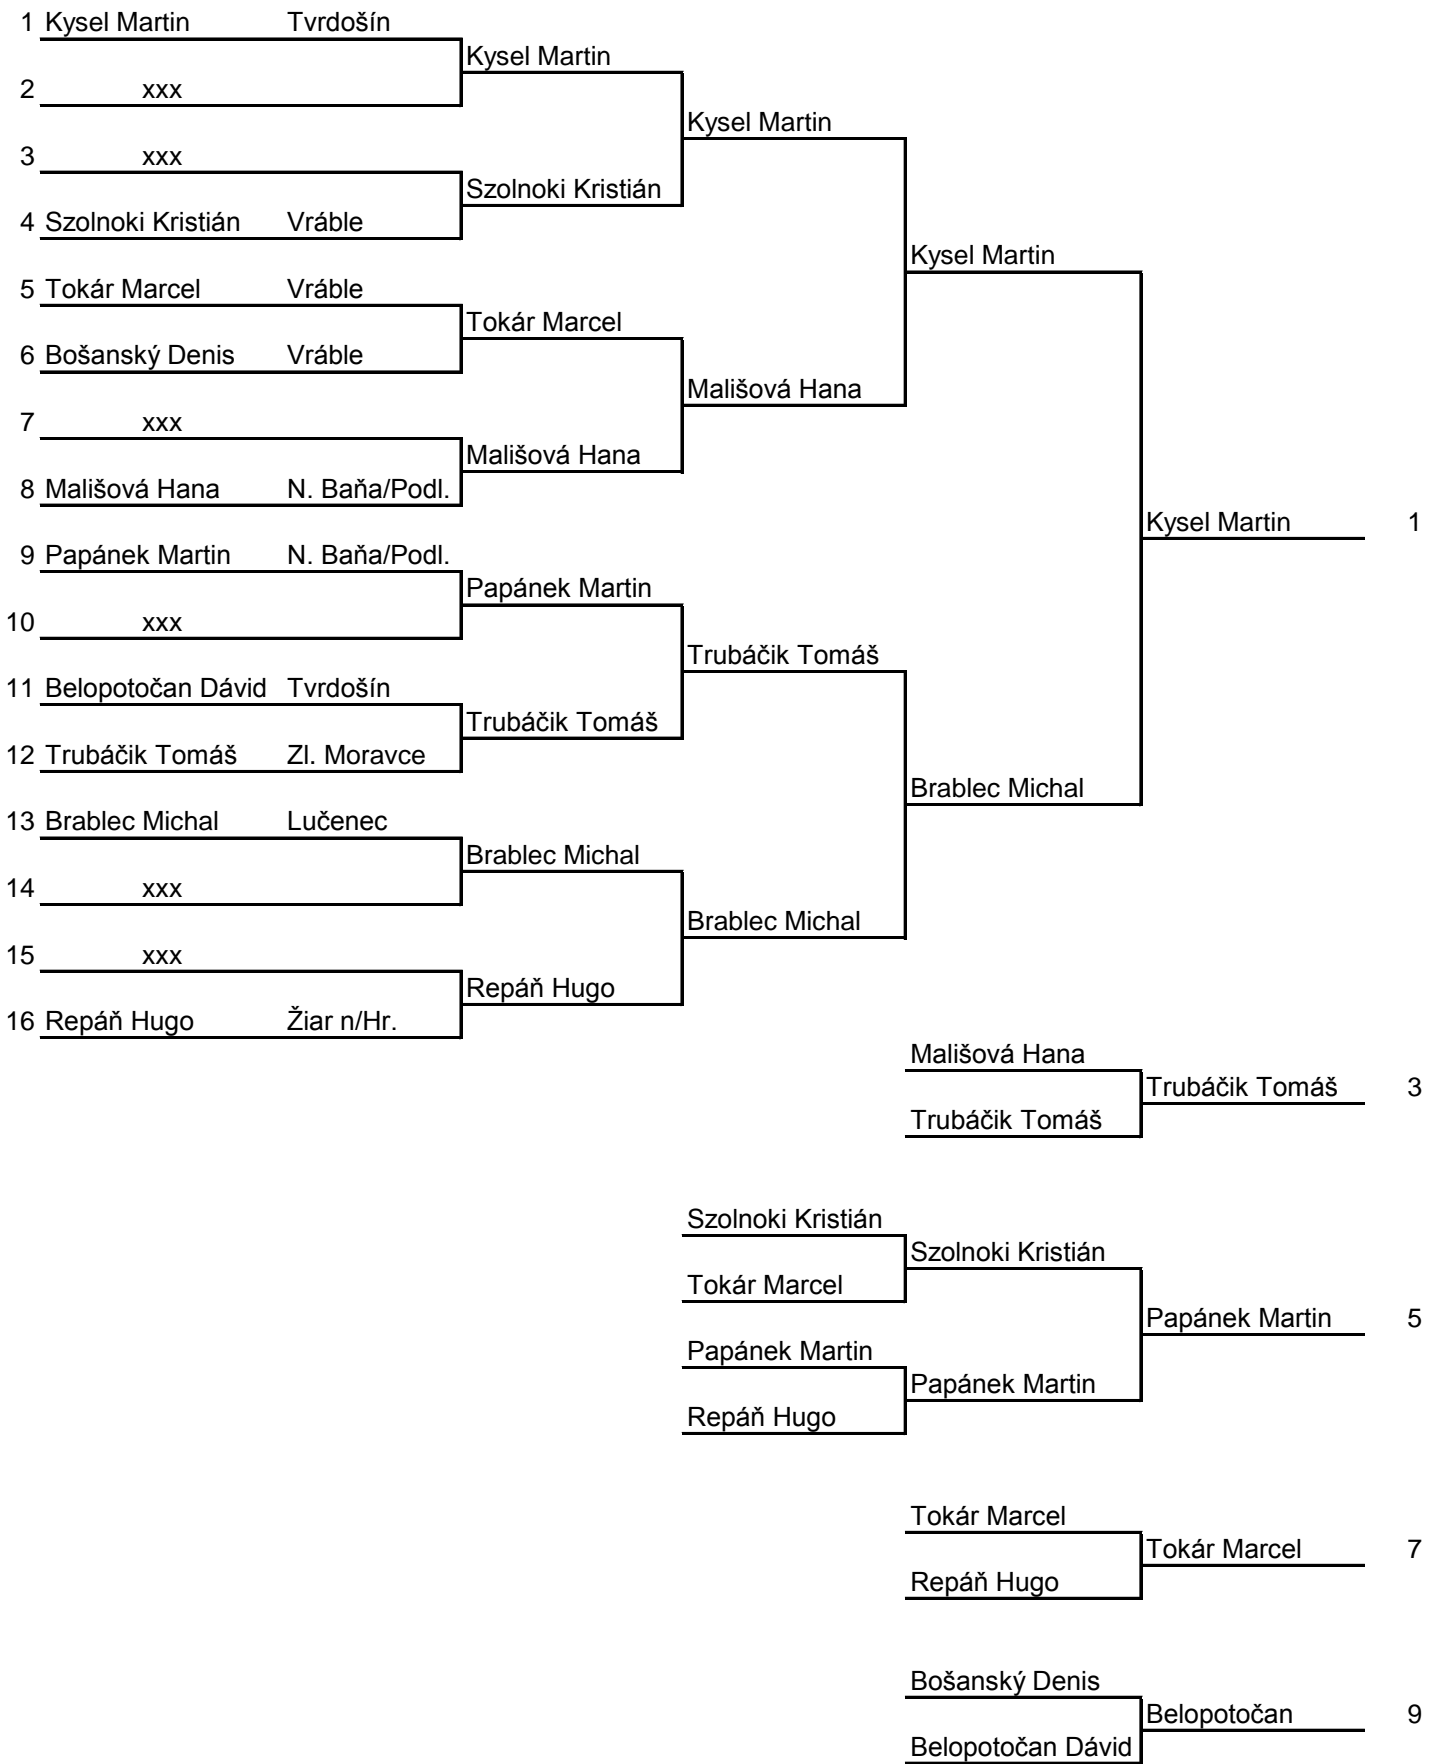 1 Kysel Martin Tvrdošín
Kysel Martin
2 xxx
Kysel Martin
3 xxx
Szolnoki Kristián
4 Szolnoki Kristián Vráble
Kysel Martin
5 Tokár Marcel Vráble
Tokár Marcel
6 Bošanský Denis Vráble
Mališová Hana
7 xxx
Mališová Hana
8 Mališová Hana N. Baňa/Podl.
Kysel Martin 1
9 Papánek Martin N. Baňa/Podl.
Papánek Martin
10 xxx
Trubáčik Tomáš
11 Belopotočan Dávid Tvrdošín
Trubáčik Tomáš
12 Trubáčik Tomáš Zl. Moravce
Brablec Michal
13 Brablec Michal Lučenec
Brablec Michal
14 xxx
Brablec Michal
15 xxx
Repáň Hugo
16 Repáň Hugo Žiar n/Hr.
Mališová Hana
Trubáčik Tomáš 3
Trubáčik Tomáš
Szolnoki Kristián
Szolnoki Kristián
Tokár Marcel
Papánek Martin 5
Papánek Martin
Papánek Martin
Repáň Hugo
Tokár Marcel
Tokár Marcel 7
Repáň Hugo
Bošanský Denis
Belopotočan 9
Belopotočan Dávid